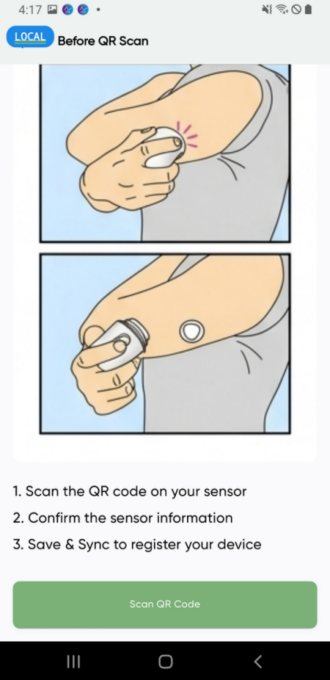 4:17
LOCAL
Before QR Scan
1. Scan the QR code on your sensor
2. Confirm the sensor information
3. Save & Sync to register your device
Scan QR Code